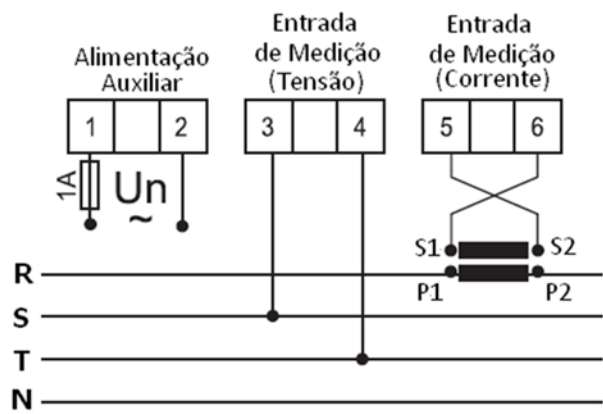 Alimentação
Auxiliar
Entrada
de Medição
(Tensão)
Entrada
de Medição
(Corrente)
1 2 3 4 5 6
1A Un
~
S1 S2
R
P1 P2
S
T
N